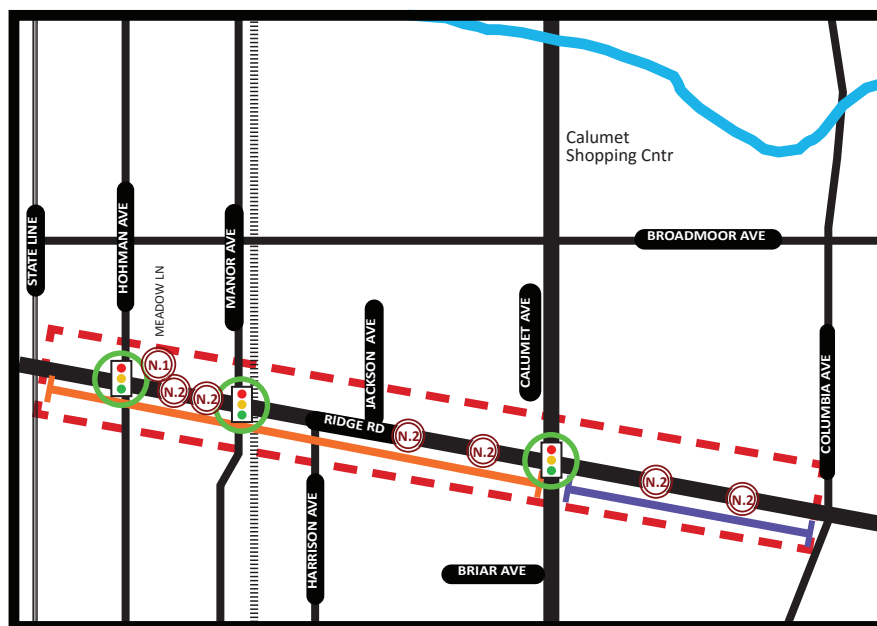 Calumet
Shopping Cntr
BROADMOOR AVE
STATE LINE
HOHMAN AVE
MEADOW LN
MANOR AVE
JACKSON AVE
CALUMET AVE
COLUMBIA AVE
N.1
N.2
N.2
RIDGE RD
N.2
N.2
N.2
N.2
HARRISON AVE
BRIAR AVE